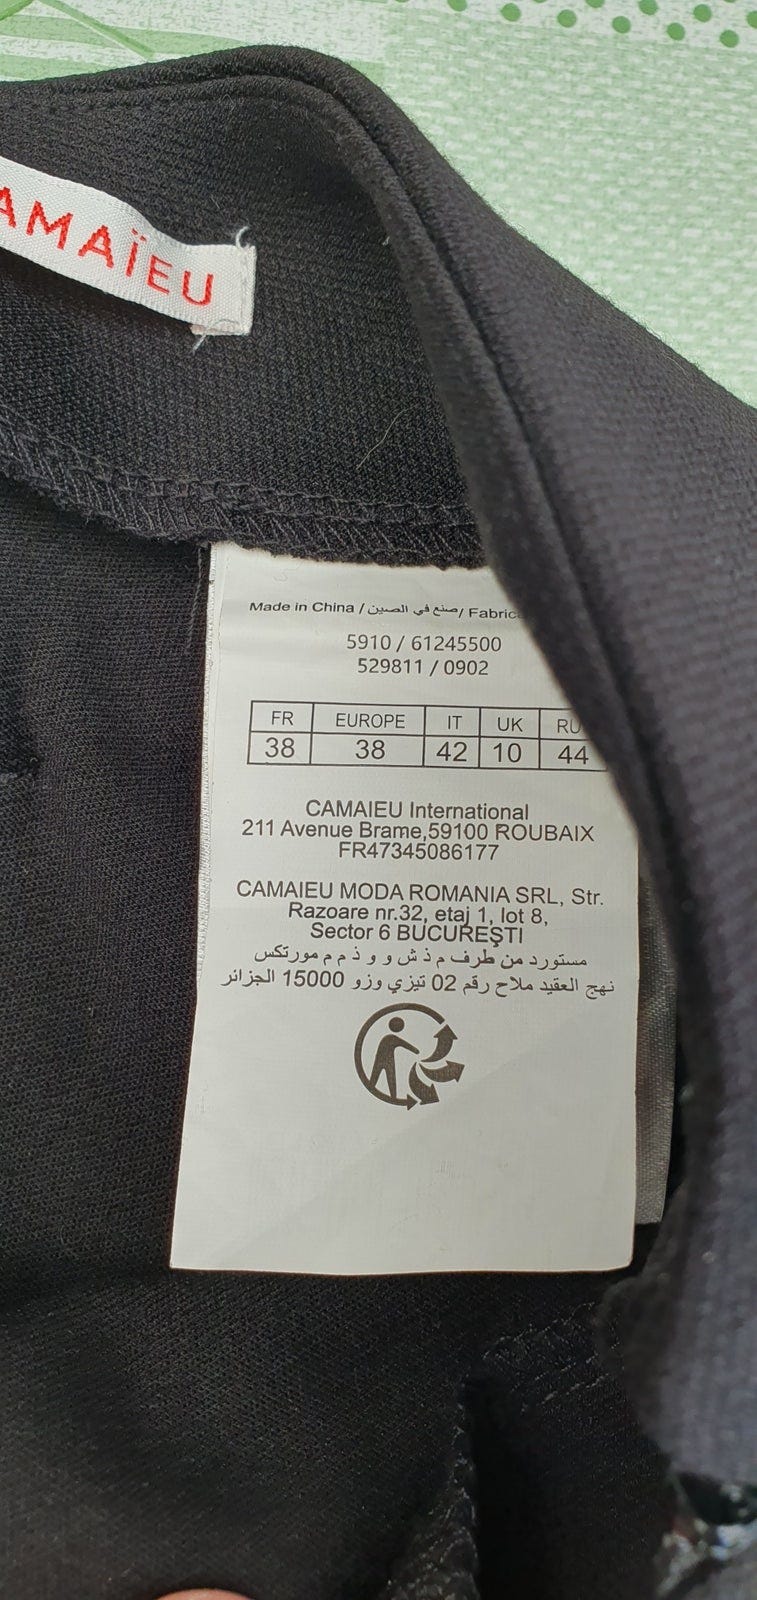 AMAÏEU
Made in China / صنع في الصين /
5910 / 61245500
529811 / 0902
FR EUROPE IT UK RU
38 38 42 10 44
CAMAIEU International
211 Avenue Brame,59100 ROUBAIX
FR47345086177
CAMAIEU MODA ROMANIA SRL, Str.
Razoare nr.32, etaj 1, lot 8,
Sector 6 BUCUREŞTI
مستورد من طرف م ذ ش و و ذ م م مورتكس
نهج العقيد ملاح رقم 02 تيزي وزو 15000 الجزائر